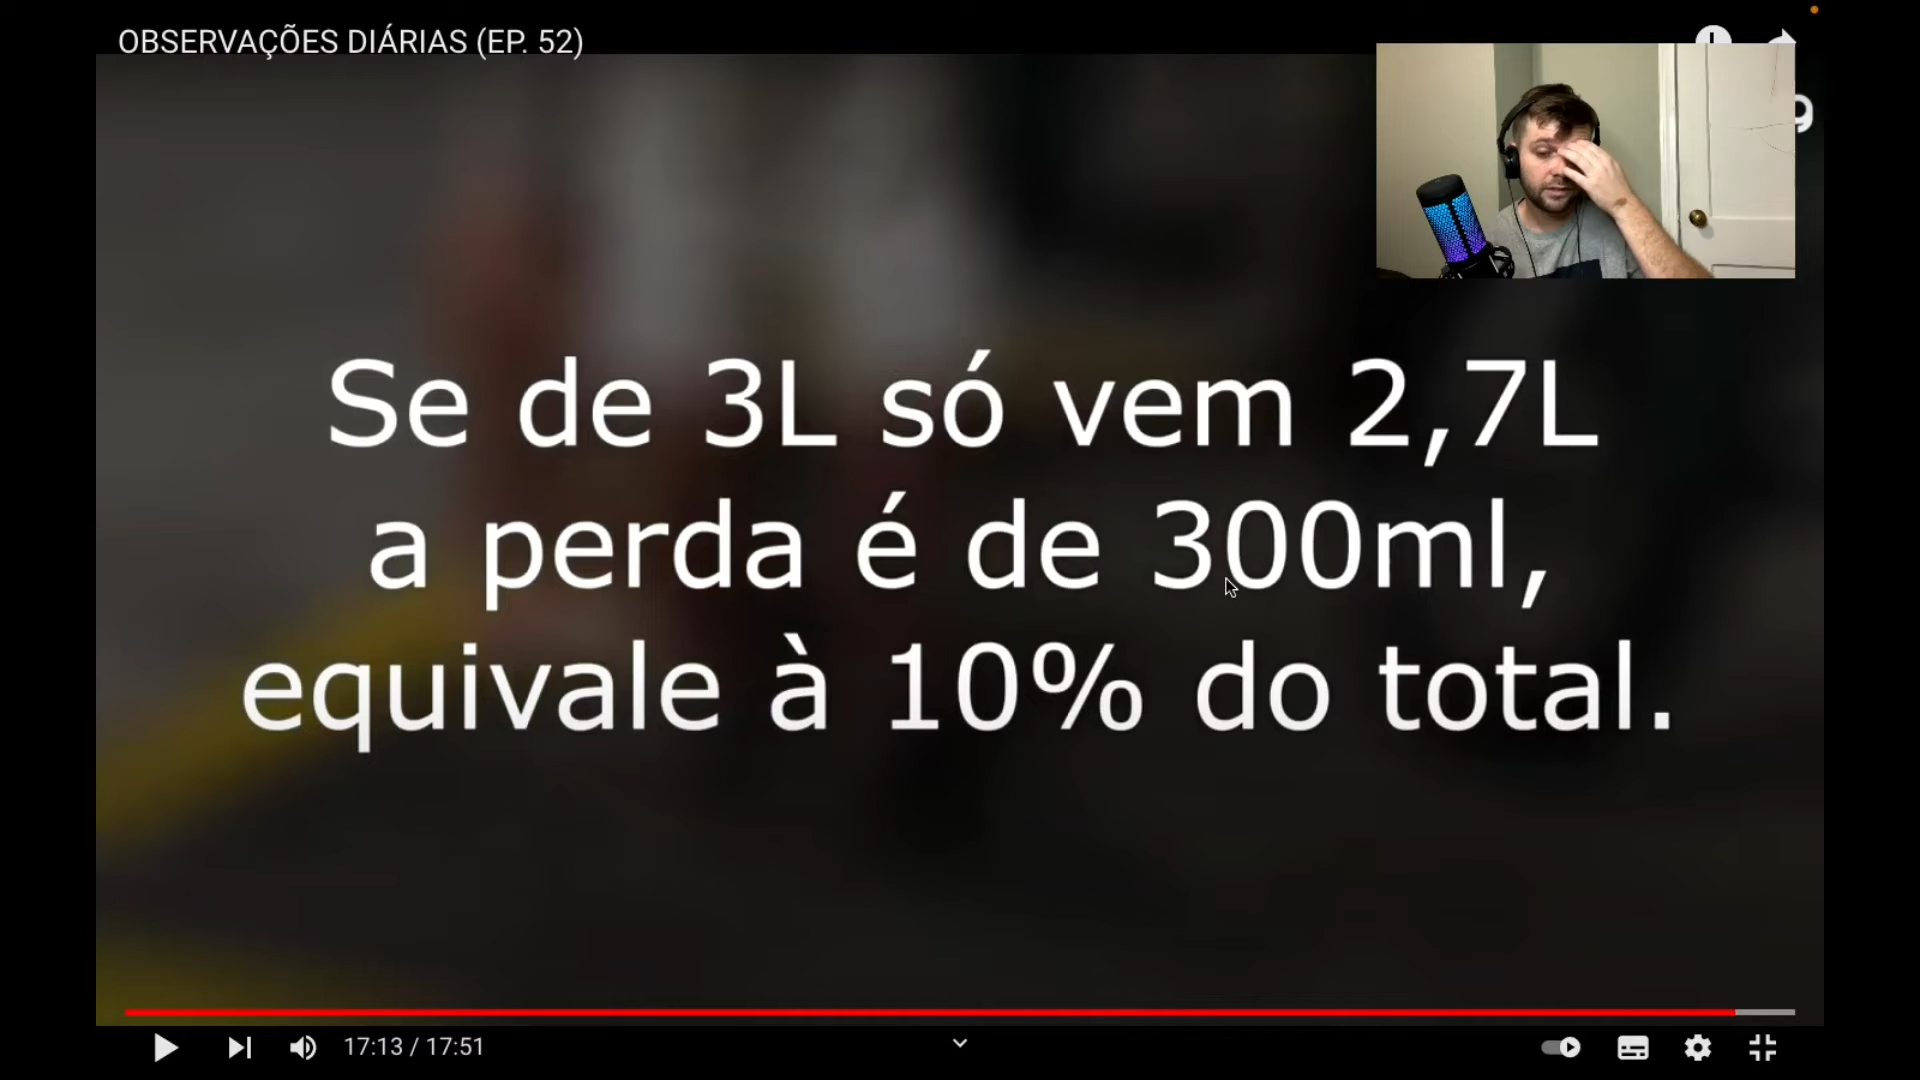 OBSERVAÇÕES DIÁRIAS (EP. 52)
Se de 3L só vem 2,7L
a perda é de 300ml,
equivale à 10% do total.
17:13 / 17:51